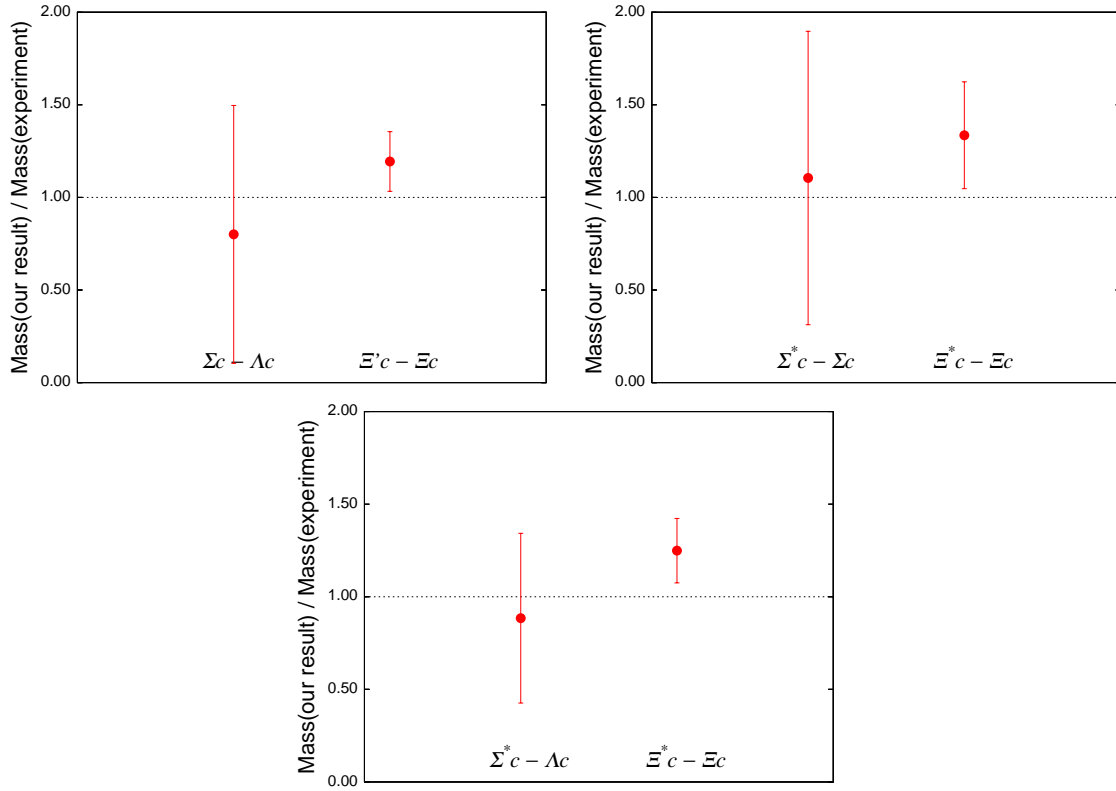 Mass(our result) / Mass(experiment)
2.00
1.50
1.00
0.50
0.00
Σc − Λc
Ξ'c − Ξc
Mass(our result) / Mass(experiment)
2.00
1.50
1.00
0.50
0.00
Σ*c − Σc
Ξ*c − Ξc
Mass(our result) / Mass(experiment)
2.00
1.50
1.00
0.50
0.00
Σ*c − Λc
Ξ*c − Ξc